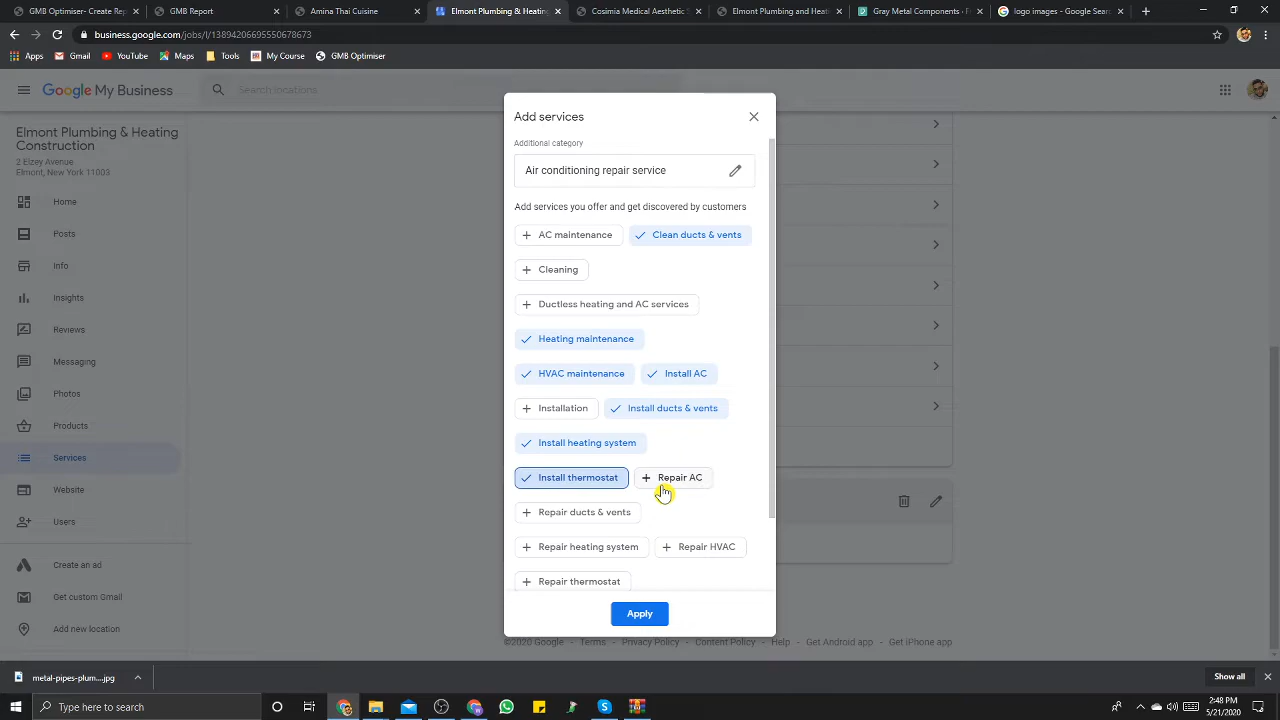 GMB Optimiser - Google
GMB Report
Amina Thai Cuisine
Elmont Plumbing & Heatin
Cosimia Medical Aesthetic S
Elmont Plumbing and Heati
Gray Metal Components - F
logo images - Google Searc
business.google.com/jobs/l/13894206695550678673
Apps
Gmail
YouTube
Maps
Tools
My Course
GMB Optimiser
Google My Business
Search locations
Elmont Plumbing & Heating
Construction
2 Elzey Avenue
Elmont, New York 11003
Home
Posts
Info
Insights
Reviews
Messaging
Photos
Products
Services
Website
Users
Create an ad
Get custom Gmail
Add new location
Add services
Additional category
Air conditioning repair service
Add services you offer and get discovered by customers
AC maintenance
Clean ducts & vents
Cleaning
Ductless heating and AC services
Heating maintenance
HVAC maintenance
Install AC
Installation
Install ducts & vents
Install heating system
Install thermostat
Repair AC
Repair ducts & vents
Repair heating system
Repair HVAC
Repair thermostat
Apply
©2020 Google - Terms - Privacy Policy - Content Policy - Help - Get Android app - Get iPhone app
metal-pipes-plum....jpg
Show all
Type here to search
2:48 PM
5/21/2020